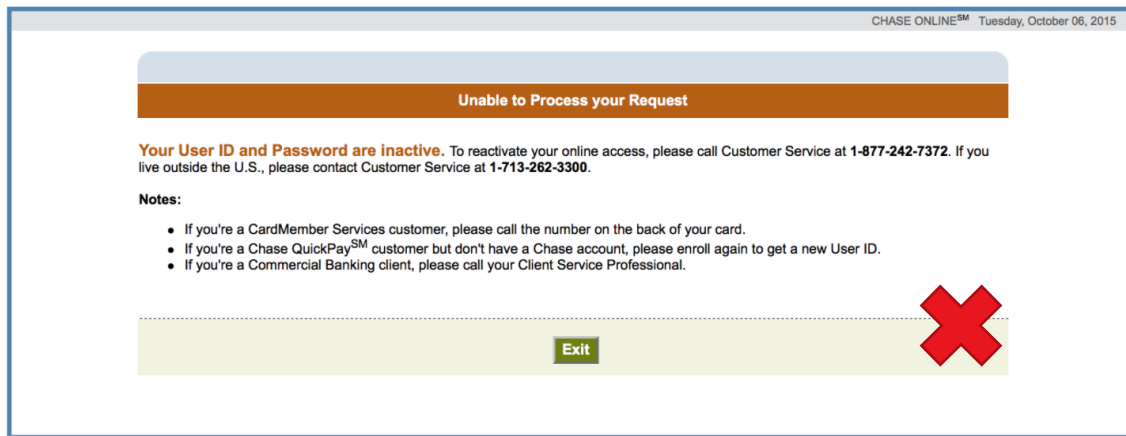 CHASE ONLINE℠ Tuesday, October 06, 2015
Unable to Process your Request
Your User ID and Password are inactive. To reactivate your online access, please call Customer Service at 1-877-242-7372. If you
live outside the U.S., please contact Customer Service at 1-713-262-3300.
Notes:
• If you're a CardMember Services customer, please call the number on the back of your card.
• If you're a Chase QuickPay℠ customer but don't have a Chase account, please enroll again to get a new User ID.
• If you're a Commercial Banking client, please call your Client Service Professional.
Exit